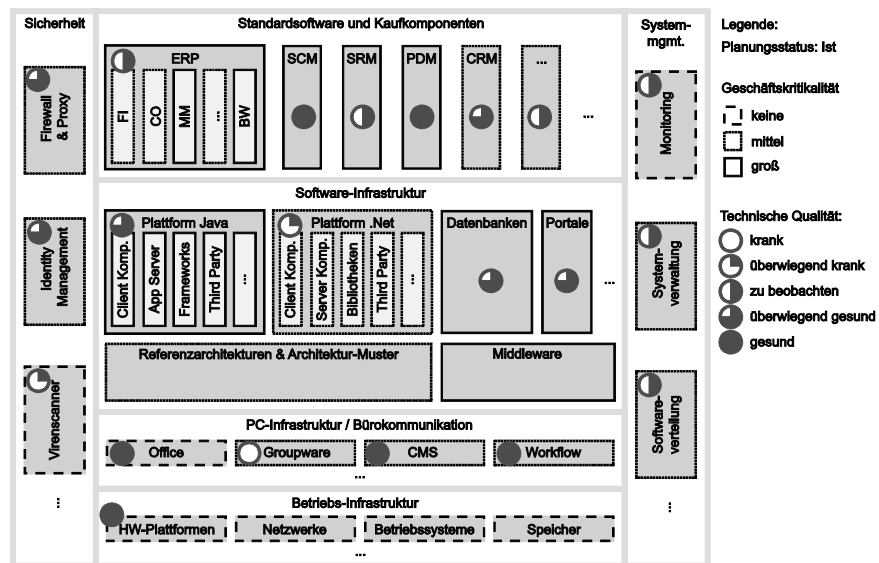 Sicherheit
Firewall
& Proxy
Identity
Management
Virenscanner
...
Standardsoftware und Kaufkomponenten
ERP
FI
CO
MM
...
BW
SCM
SRM
PDM
CRM
...
...
Software-Infrastruktur
Plattform Java
Client Komp.
App Server
Frameworks
Third Party
...
Plattform .Net
Client Komp.
Server Komp.
Bibliotheken
Third Party
...
Datenbanken
Portale
...
Referenzarchitekturen & Architektur-Muster
Middleware
PC-Infrastruktur / Bürokommunikation
Office
Groupware
CMS
Workflow
...
Betriebs-Infrastruktur
HW-Plattformen
Netzwerke
Betriebssysteme
Speicher
...
System-
mgmt.
Monitoring
System-
verwaltung
Software-
verteilung
...
Legende:
Planungsstatus: Ist
Geschäftskritikalität
keine
mittel
groß
Technische Qualität:
krank
überwiegend krank
zu beobachten
überwiegend gesund
gesund